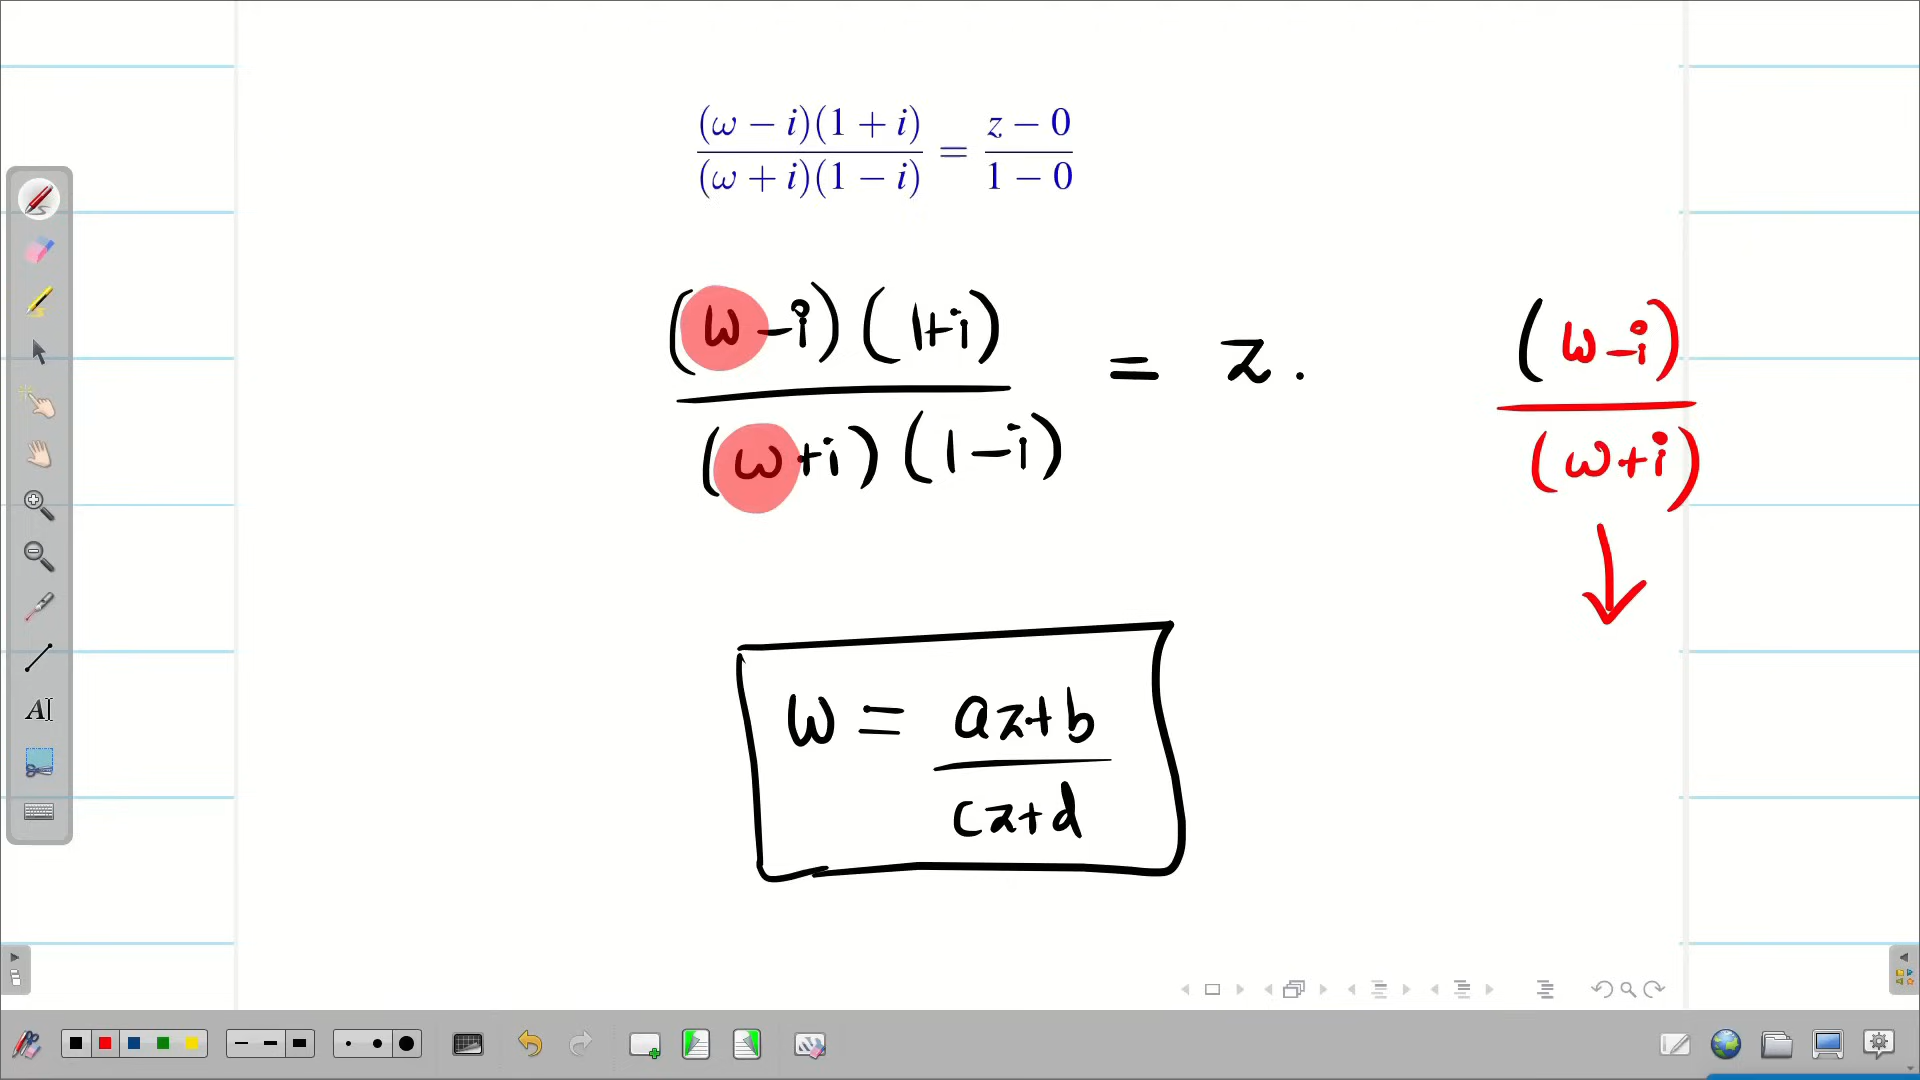 (ω − i)(1 + i) / (ω + i)(1 − i) = z − 0 / 1 − 0
(w-i)(1+i) / (ω+i)(1-i) = z.
(w-i) / (ω+i)
↓
w = az+b / cz+d
A